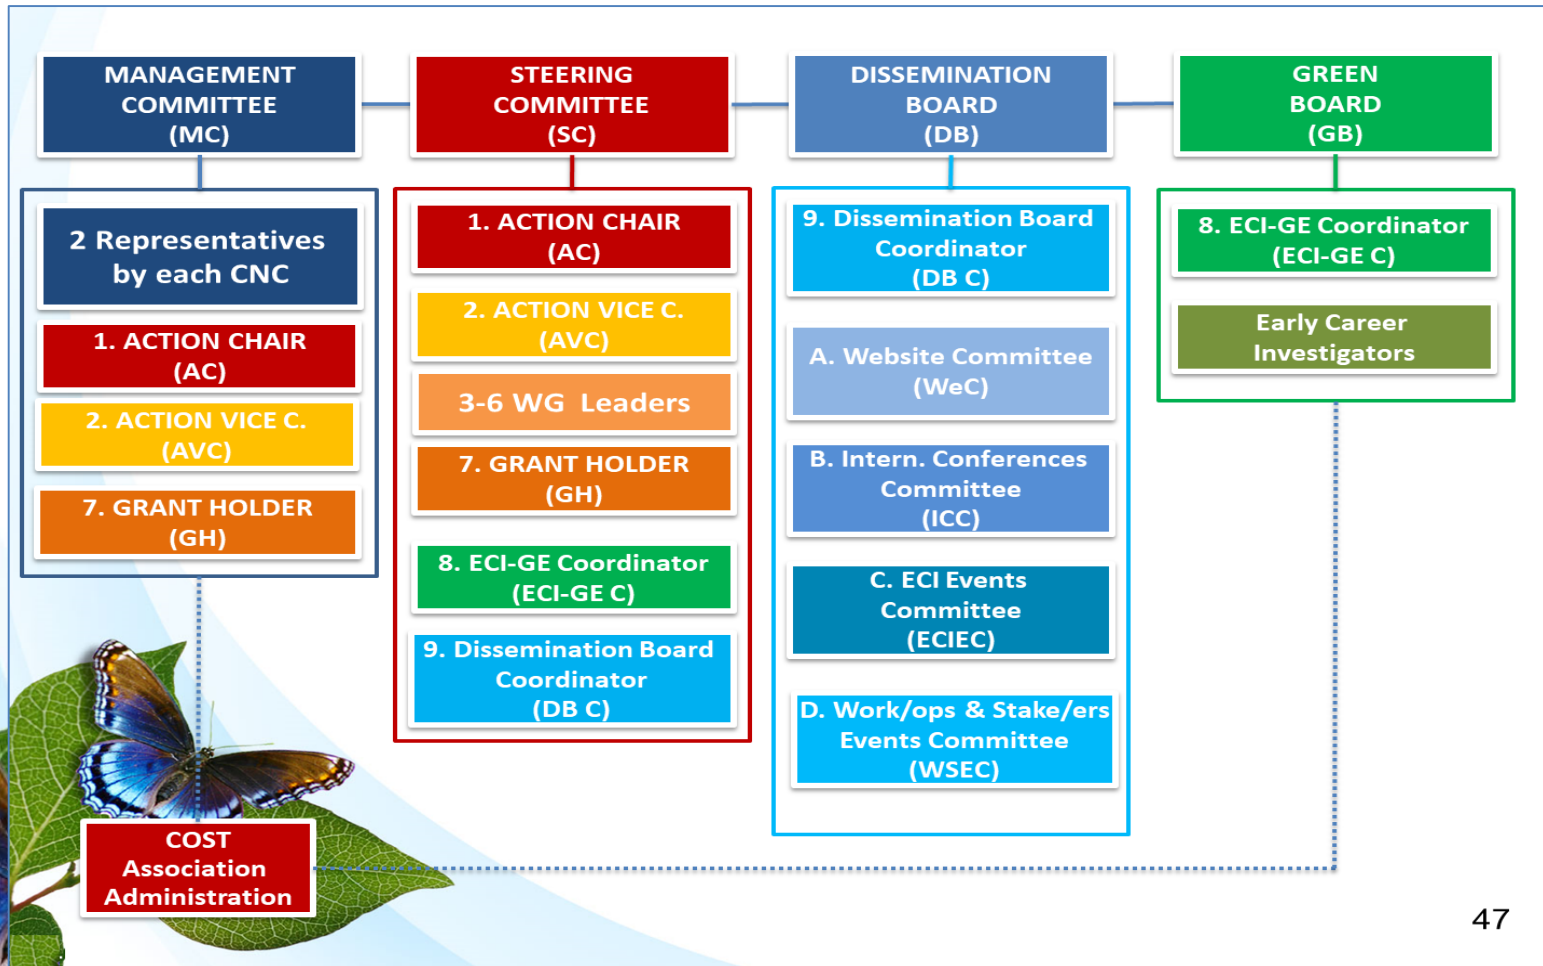 MANAGEMENT
COMMITTEE
(MC)
STEERING
COMMITTEE
(SC)
DISSEMINATION
BOARD
(DB)
GREEN
BOARD
(GB)
2 Representatives
by each CNC
1. ACTION CHAIR
(AC)
2. ACTION VICE C.
(AVC)
7. GRANT HOLDER
(GH)
1. ACTION CHAIR
(AC)
2. ACTION VICE C.
(AVC)
3-6 WG Leaders
7. GRANT HOLDER
(GH)
8. ECI-GE Coordinator
(ECI-GE C)
9. Dissemination Board
Coordinator
(DB C)
9. Dissemination Board
Coordinator
(DB C)
A. Website Committee
(WeC)
B. Intern. Conferences
Committee
(ICC)
C. ECI Events
Committee
(ECIEC)
D. Work/ops & Stake/ers
Events Committee
(WSEC)
8. ECI-GE Coordinator
(ECI-GE C)
Early Career
Investigators
COST
Association
Administration
47